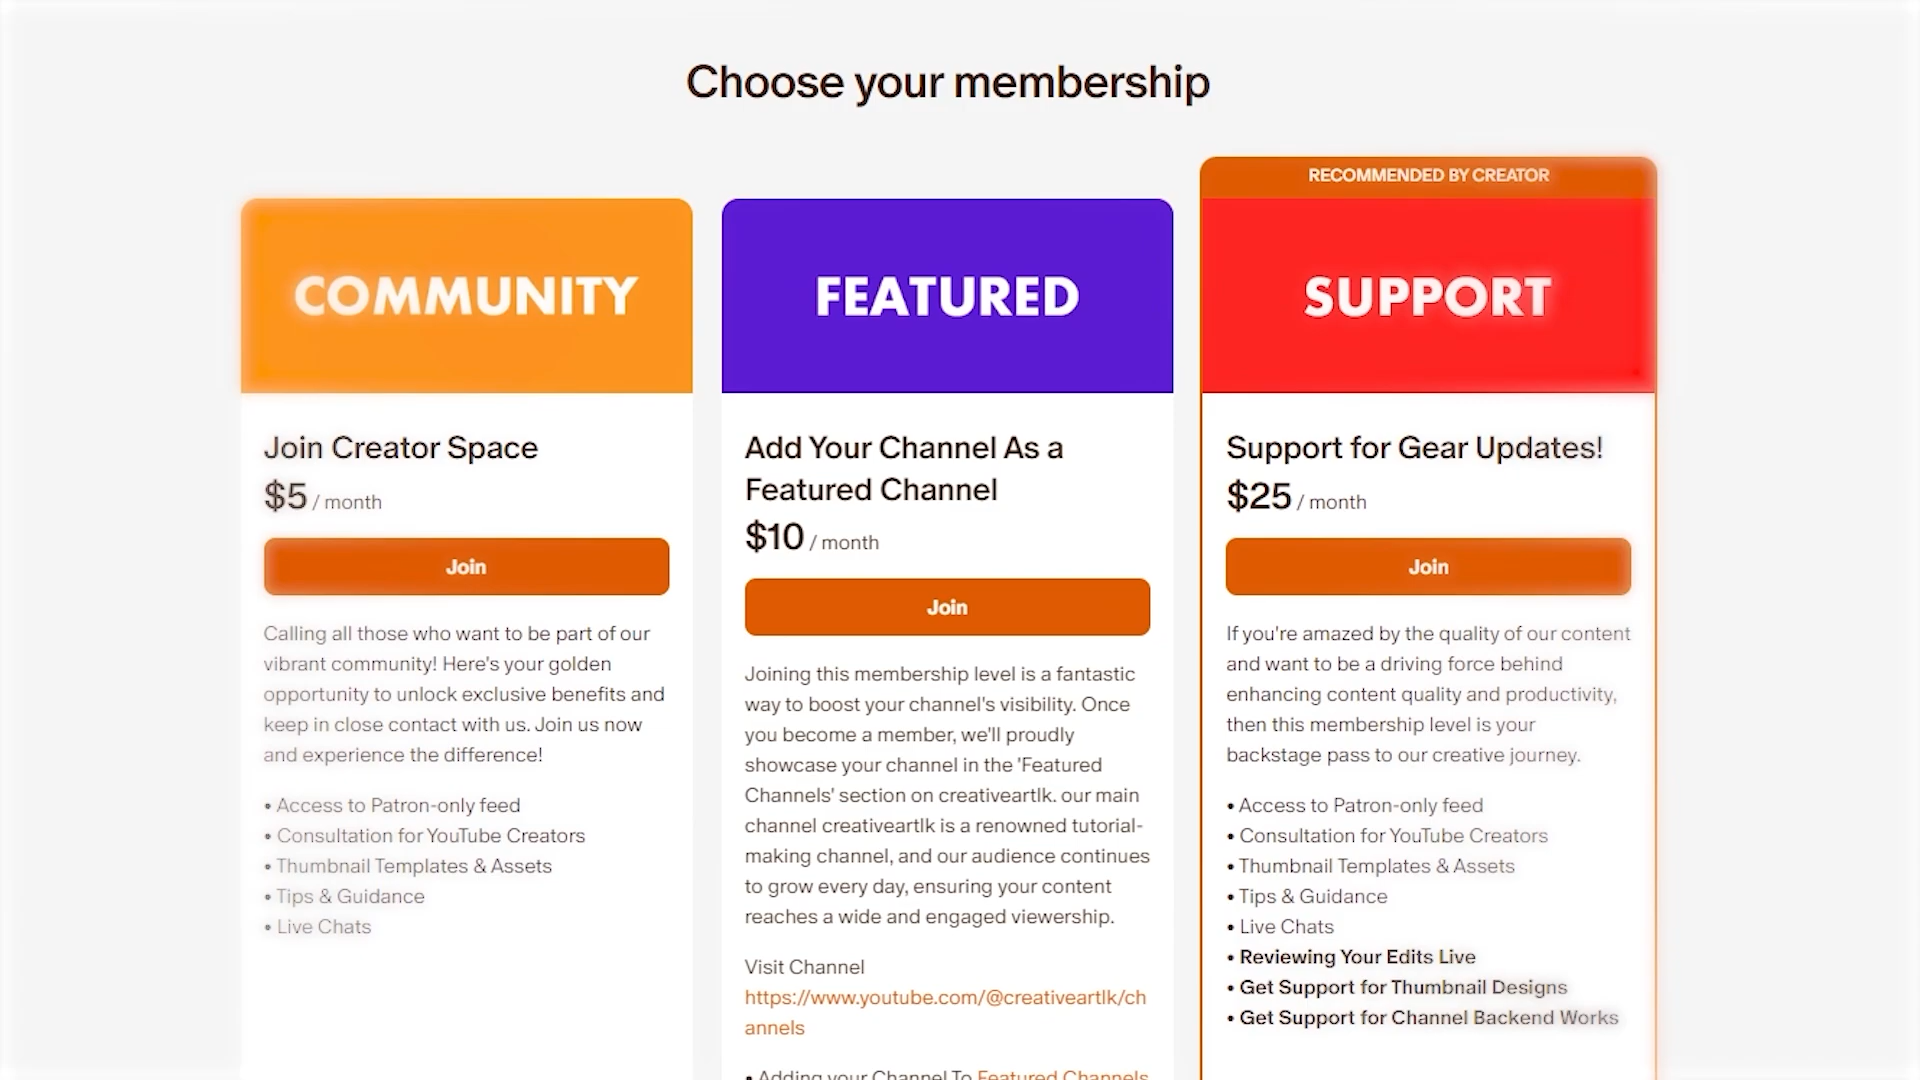 Choose your membership
COMMUNITY
Join Creator Space
$5 / month
Join
Calling all those who want to be part of our
vibrant community! Here's your golden
opportunity to unlock exclusive benefits and
keep in close contact with us. Join us now
and experience the difference!
• Access to Patron-only feed
• Consultation for YouTube Creators
• Thumbnail Templates & Assets
• Tips & Guidance
• Live Chats
FEATURED
Add Your Channel As a
Featured Channel
$10 / month
Join
Joining this membership level is a fantastic
way to boost your channel's visibility. Once
you become a member, we'll proudly
showcase your channel in the 'Featured
Channels' section on creativeartlk. our main
channel creativeartlk is a renowned tutorial-
making channel, and our audience continues
to grow every day, ensuring your content
reaches a wide and engaged viewership.
Visit Channel
https://www.youtube.com/@creativeartlk/ch
annels
• Adding your Channel To Featured Channels
RECOMMENDED BY CREATOR
SUPPORT
Support for Gear Updates!
$25 / month
Join
If you're amazed by the quality of our content
and want to be a driving force behind
enhancing content quality and productivity,
then this membership level is your
backstage pass to our creative journey.
• Access to Patron-only feed
• Consultation for YouTube Creators
• Thumbnail Templates & Assets
• Tips & Guidance
• Live Chats
• Reviewing Your Edits Live
• Get Support for Thumbnail Designs
• Get Support for Channel Backend Works